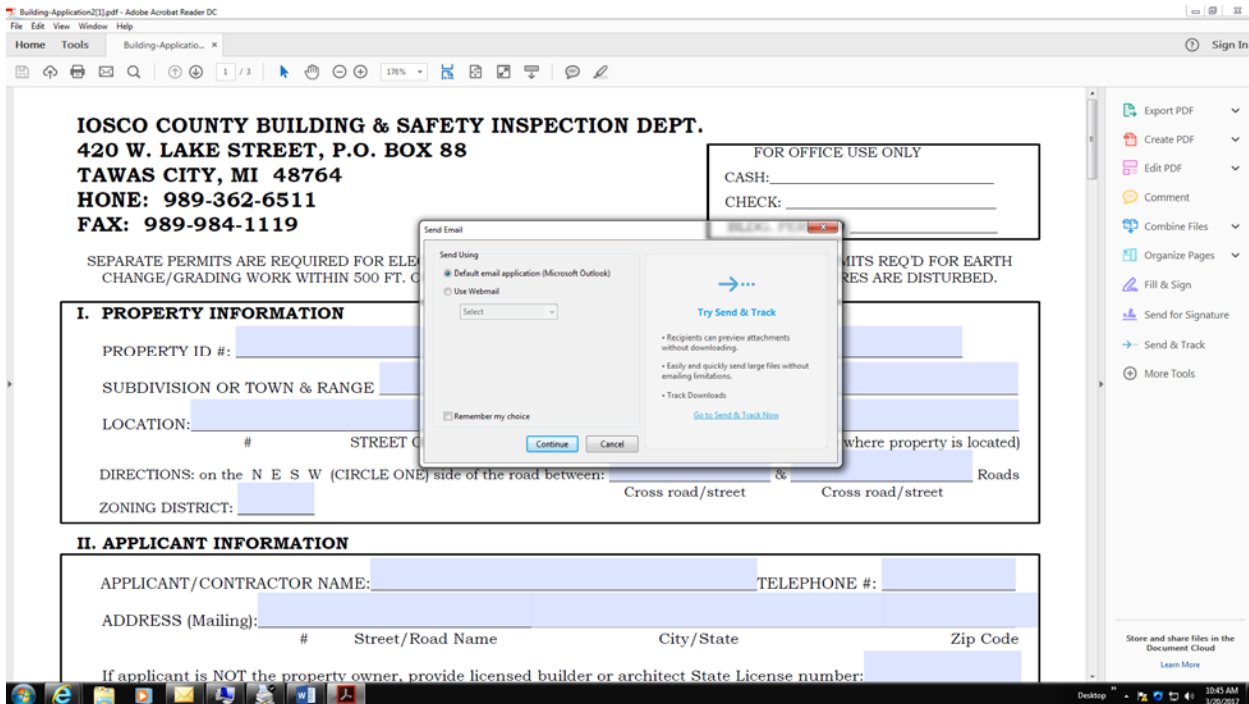 Building-Application2[1].pdf - Adobe Acrobat Reader DC
File Edit View Window Help
Home Tools Building-Applicatio... × Sign In
1 / 3 176%
IOSCO COUNTY BUILDING & SAFETY INSPECTION DEPT.
420 W. LAKE STREET, P.O. BOX 88
TAWAS CITY, MI 48764
HONE: 989-362-6511
FAX: 989-984-1119
FOR OFFICE USE ONLY
CASH:
CHECK:
BLDG.
SEPARATE PERMITS ARE REQUIRED FOR
MITS REQ'D FOR EARTH
CHANGE/GRADING WORK WITHIN 500 FT.
RES ARE DISTURBED.
I. PROPERTY INFORMATION
PROPERTY ID #:
SUBDIVISION OR TOWN & RANGE
LOCATION:
# STREET
where property is located)
DIRECTIONS: on the N E S W (CIRCLE ONE) side of the road between: & Roads
Cross road/street Cross road/street
ZONING DISTRICT:
II. APPLICANT INFORMATION
APPLICANT/CONTRACTOR NAME: TELEPHONE #:
ADDRESS (Mailing):
# Street/Road Name City/State Zip Code
If applicant is NOT the property owner, provide licensed builder or architect State License number:
Send Email
Send Using
Default email application (Microsoft Outlook)
Use Webmail
Select
Remember my choice
Continue Cancel
Try Send & Track
• Recipients can preview attachments
without downloading.
• Easily and quickly send large files without
emailing limitations.
• Track Downloads
Go to Send & Track Now
Export PDF
Create PDF
Edit PDF
Comment
Combine Files
Organize Pages
Fill & Sign
Send for Signature
Send & Track
More Tools
Store and share files in the
Document Cloud
Learn More
Desktop 10:45 AM
3/20/2017